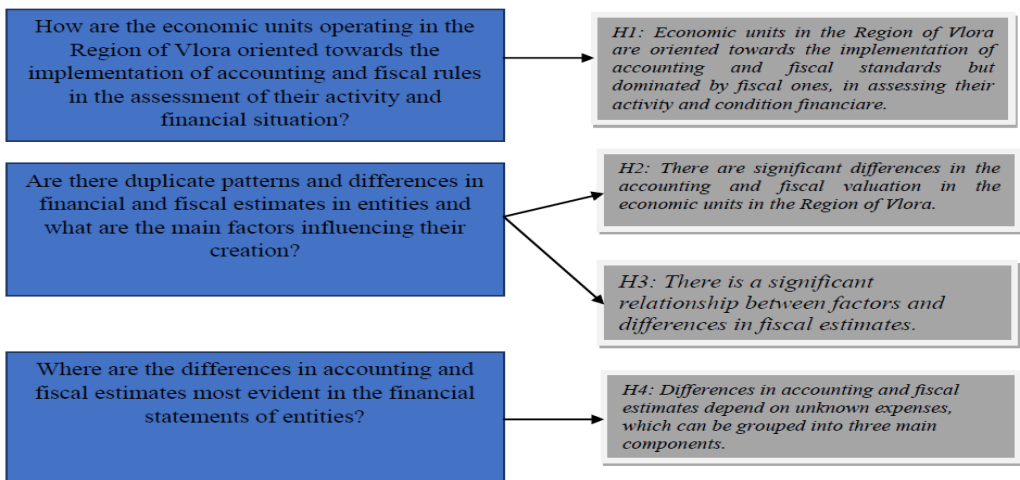 How are the economic units operating in the
Region of Vlora oriented towards the
implementation of accounting and fiscal rules
in the assessment of their activity and
financial situation?
H1: Economic units in the Region of Vlora
are oriented towards the implementation of
accounting and fiscal standards but
dominated by fiscal ones, in assessing their
activity and condition financiare.
Are there duplicate patterns and differences in
financial and fiscal estimates in entities and
what are the main factors influencing their
creation?
H2: There are significant differences in the
accounting and fiscal valuation in the
economic units in the Region of Vlora.
H3: There is a significant
relationship between factors and
differences in fiscal estimates.
Where are the differences in accounting and
fiscal estimates most evident in the financial
statements of entities?
H4: Differences in accounting and fiscal
estimates depend on unknown expenses,
which can be grouped into three main
components.